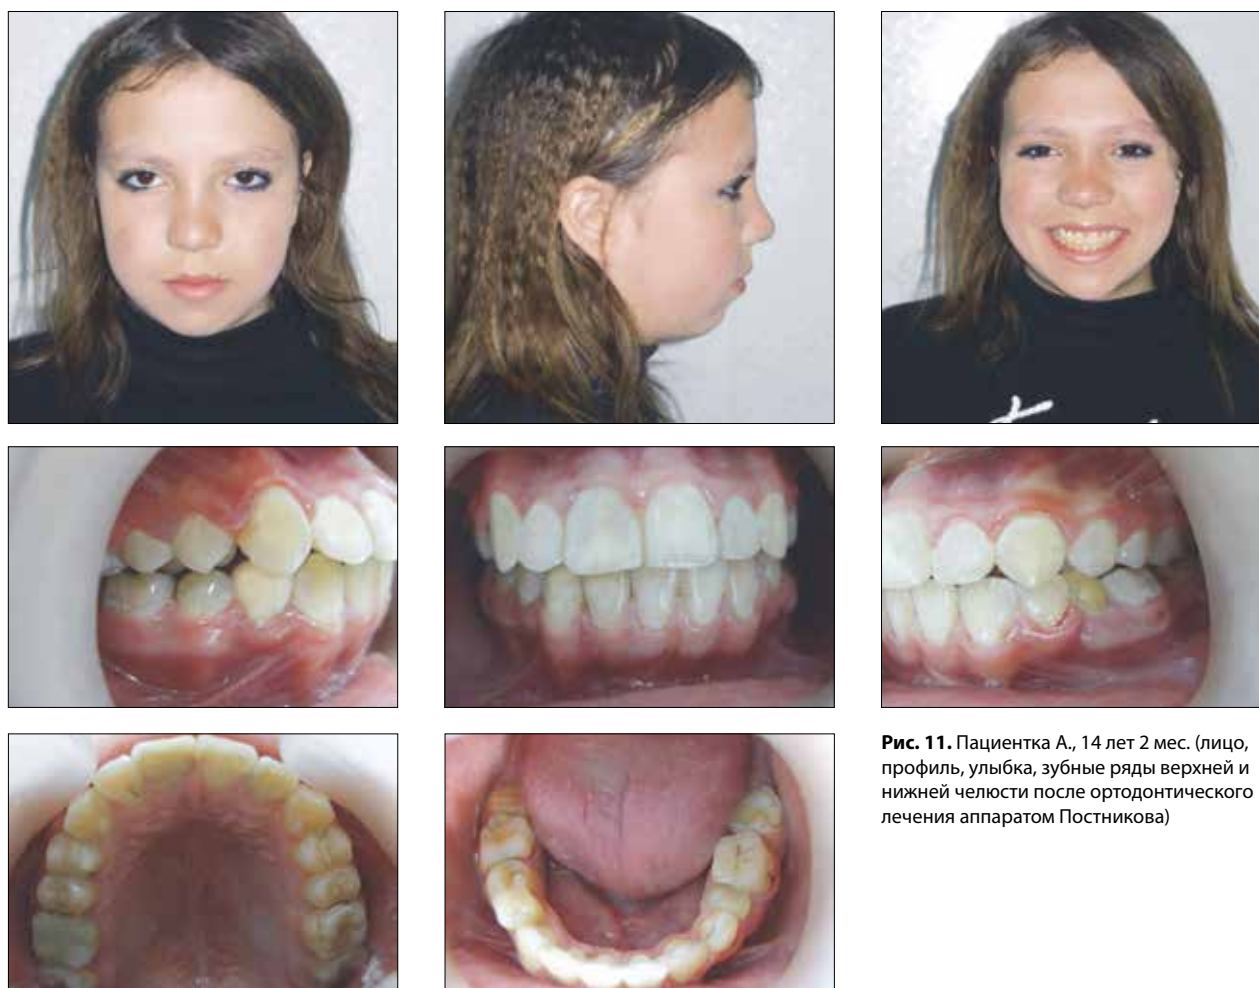 Рис. 11. Пациентка А., 14 лет 2 мес. (лицо,
профиль, улыбка, зубные ряды верхней и
нижней челюсти после ортодонтического
лечения аппаратом Постникова)